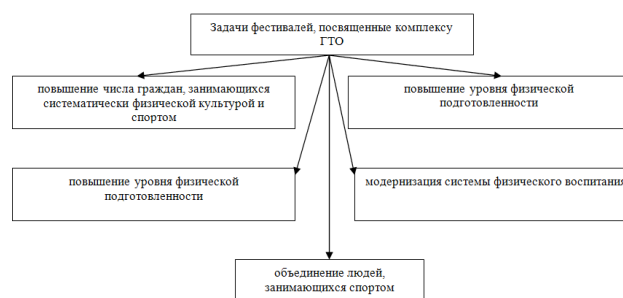 Задачи фестивалей, посвященные комплексу
ГТО
повышение числа граждан, занимающихся
систематически физической культурой и
спортом
повышение уровня физической
подготовленности
повышение уровня физической
подготовленности
модернизация системы физического воспитания
объединение людей,
занимающихся спортом